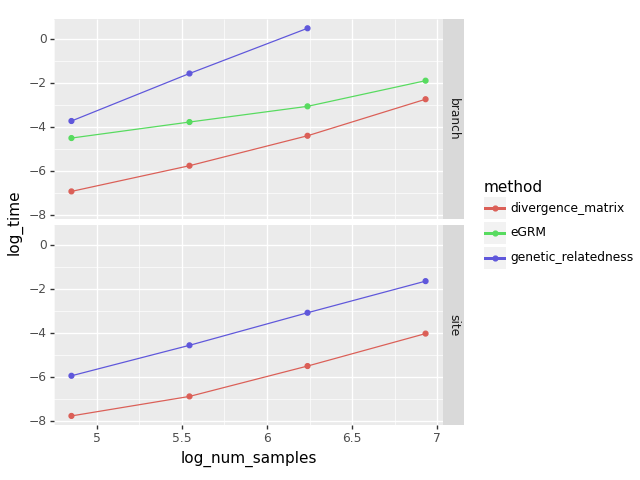 0
−2
−4
−6
−8
branch
0
−2
−4
−6
−8
site
5
5.5
6
6.5
7
log_num_samples
log_time
method
divergence_matrix
eGRM
genetic_relatedness